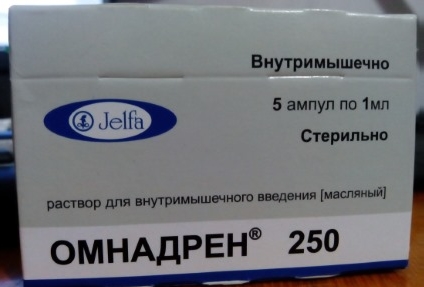 Внутримышечно
5 ампул по 1мл
Jelfa
Стерильно
раствор для внутримышечного введения [масляный]
ОМНАДРЕН® 250